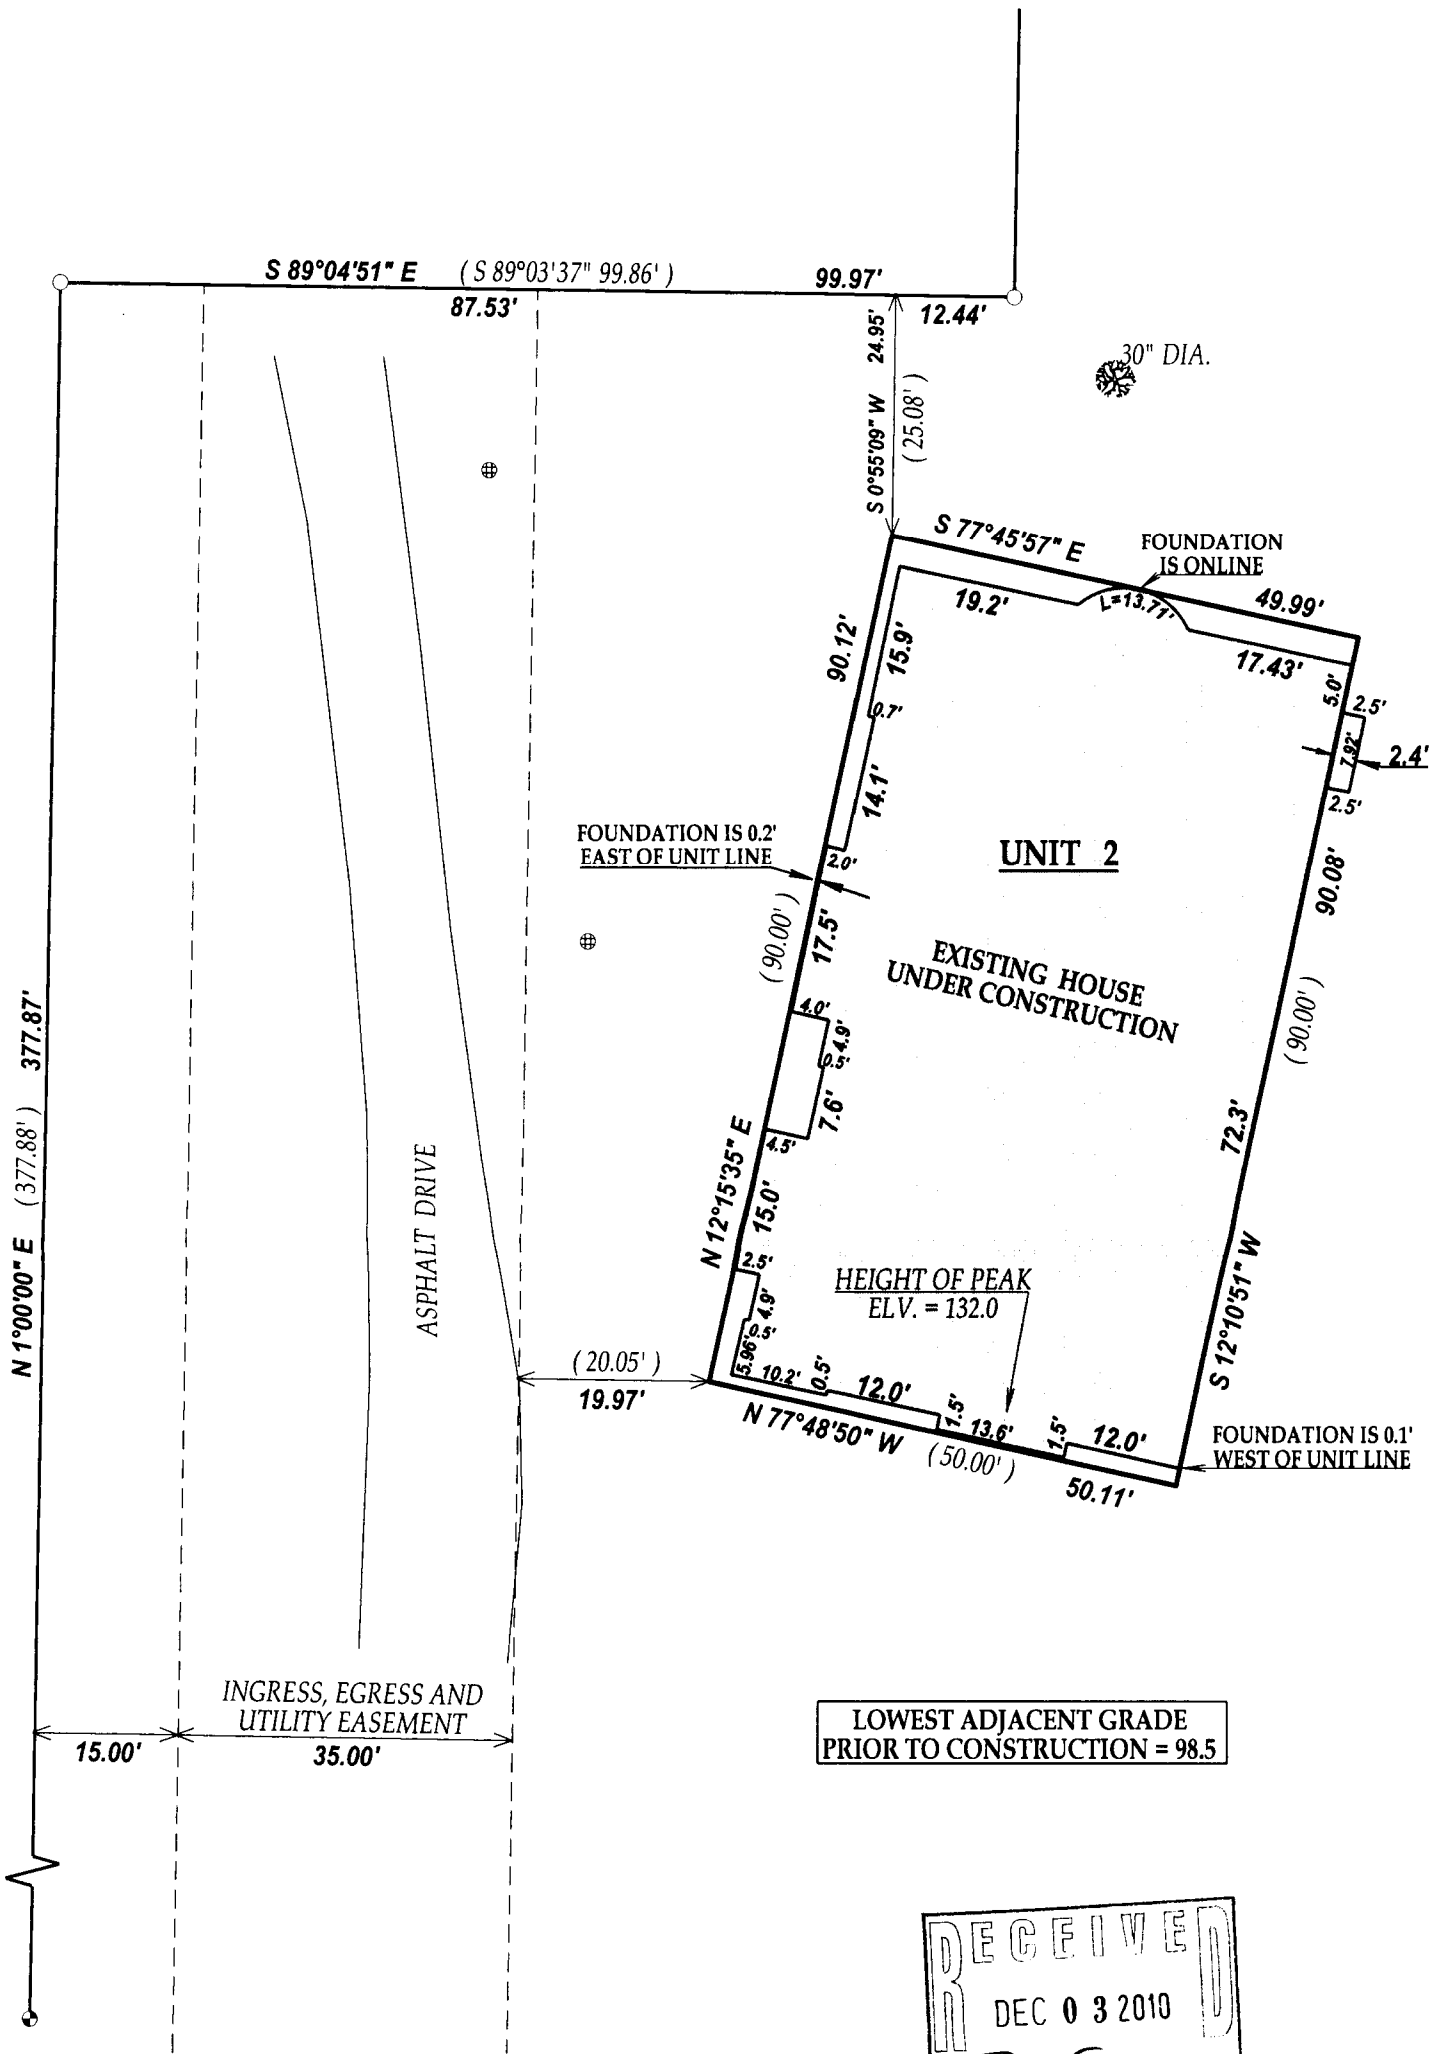 S 89°04'51" E ( S 89°03'37" 99.86' ) 99.97'
87.53'
12.44'
S 0°55'09" W 24.95'
( 25.08' )
30" DIA.
S 77°45'57" E
49.99'
FOUNDATION
IS ONLINE
19.2'
L=13.71'
17.43'
90.12'
15.9'
0.7'
14.1'
2.0'
5.0'
2.5'
7.92'
2.4'
2.5'
FOUNDATION IS 0.2'
EAST OF UNIT LINE
UNIT 2
90.08'
( 90.00' )
17.5'
EXISTING HOUSE
UNDER CONSTRUCTION
( 90.00' )
4.0'
4.9'
0.5'
7.6'
4.5'
72.3'
N 1°00'00" E ( 377.88' ) 377.87'
ASPHALT DRIVE
N 12°15'35" E
15.0'
2.5'
4.9'
0.5'
5.96'
HEIGHT OF PEAK
ELV. = 132.0
S 12°10'51" W
( 20.05' )
19.97'
10.2'
0.5'
12.0'
1.5'
13.6'
1.5'
12.0'
N 77°48'50" W
( 50.00' )
50.11'
FOUNDATION IS 0.1'
WEST OF UNIT LINE
INGRESS, EGRESS AND
UTILITY EASEMENT
15.00'
35.00'
LOWEST ADJACENT GRADE
PRIOR TO CONSTRUCTION = 98.5
RECEIVED
DEC 0 3 2010